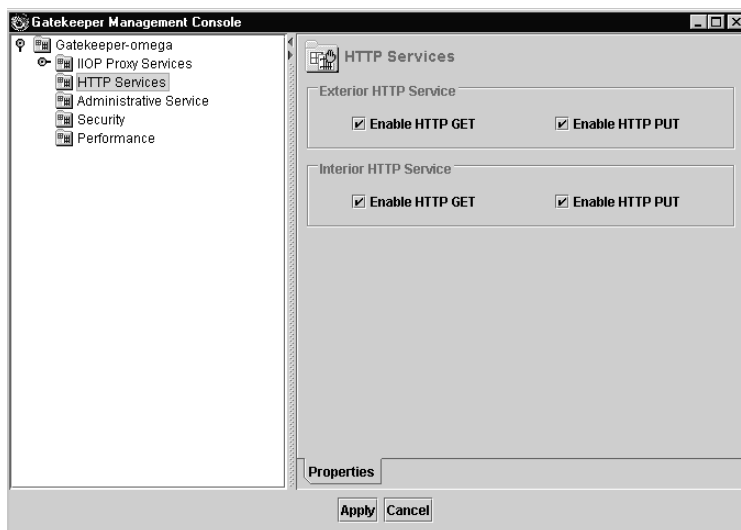 Gatekeeper Management Console
Gatekeeper-omega
IIOP Proxy Services
HTTP Services
Administrative Service
Security
Performance
HTTP Services
Exterior HTTP Service
Enable HTTP GET
Enable HTTP PUT
Interior HTTP Service
Enable HTTP GET
Enable HTTP PUT
Properties
Apply
Cancel